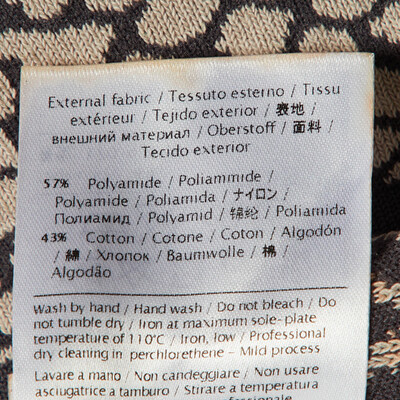 External fabric / Tessuto esterno / Tissu
extérieur / Tejido exterior / 表地 /
внешний материал / Oberstoff / 面料 /
Tecido exterior
57% Polyamide / Poliammide /
Polyamide / Poliamida / ナイロン /
Полиамид / Polyamid / 锦纶 / Poliamida
43% Cotton / Cotone / Coton / Algodón
/ 綿 / Хлопок / Baumwolle / 棉 /
Algodão
Wash by hand / Hand wash / Do not bleach / Do
not tumble dry / Iron at maximum sole-plate
temperature of 110°C / Iron, low / Professional
dry cleaning in perchlorethene - Mild process
Lavare a mano / Non candeggiare / Non usare
asciugatrice a tamburo / Stirare a temperatura